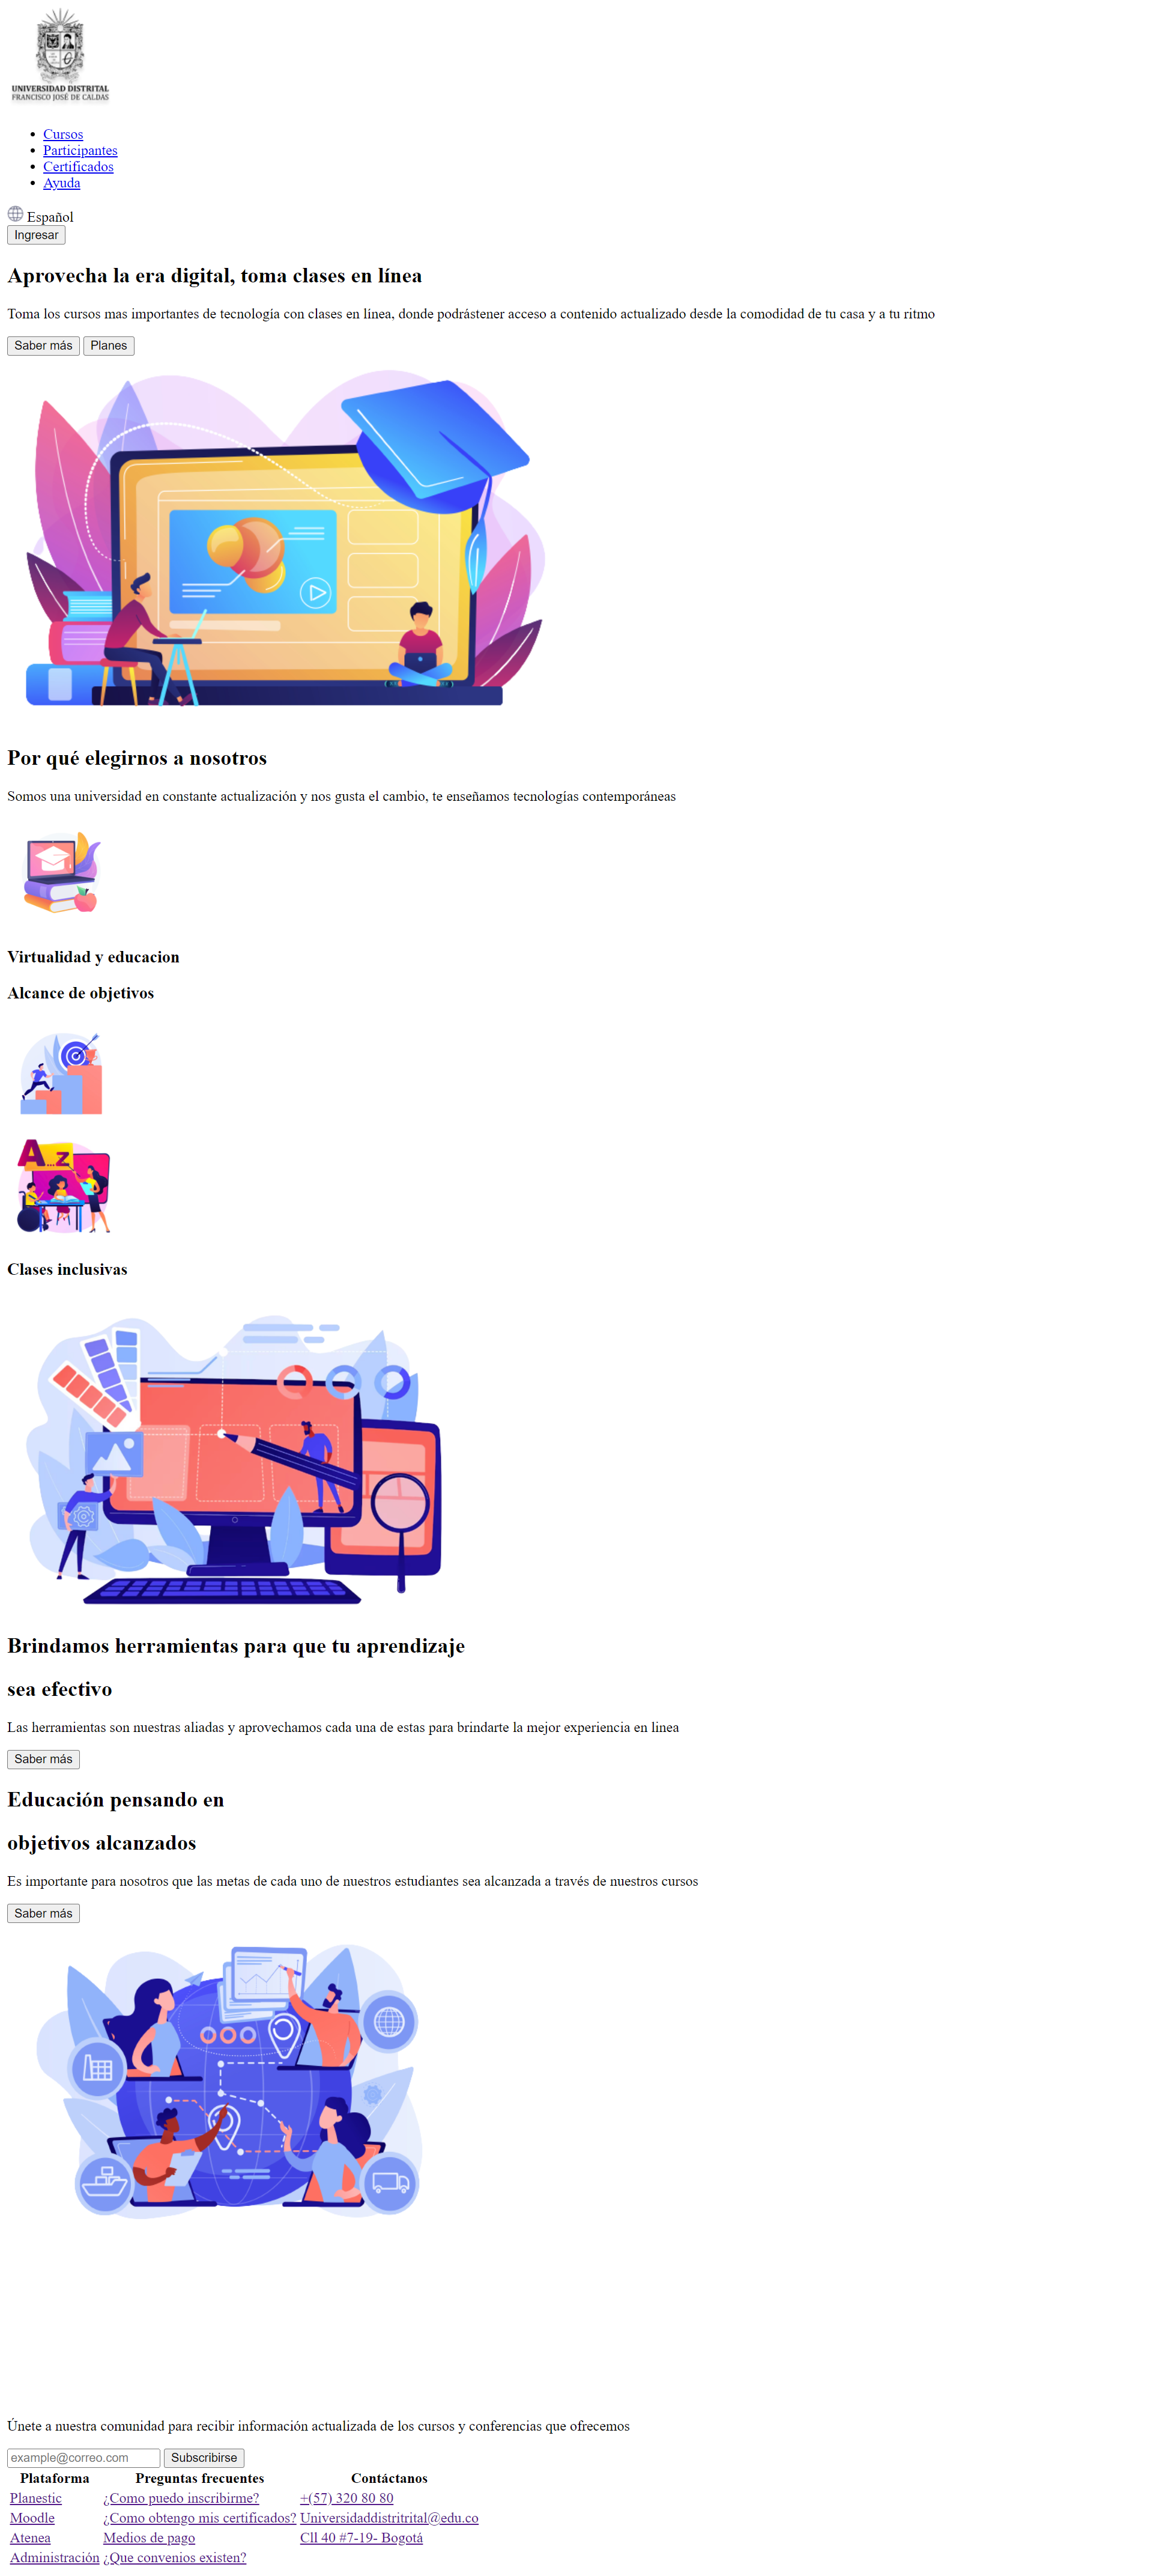 UNIVERSIDAD DISTRITAL
FRANCISCO JOSÉ DE CALDAS
Cursos
Participantes
Certificados
Ayuda
Español
Ingresar
Aprovecha la era digital, toma clases en línea
Toma los cursos mas importantes de tecnología con clases en linea, donde podrástener acceso a contenido actualizado desde la comodidad de tu casa y a tu ritmo
Saber más Planes
Por qué elegirnos a nosotros
Somos una universidad en constante actualización y nos gusta el cambio, te enseñamos tecnologías contemporáneas
Virtualidad y educacion
Alcance de objetivos
A...Z
Clases inclusivas
Brindamos herramientas para que tu aprendizaje
sea efectivo
Las herramientas son nuestras aliadas y aprovechamos cada una de estas para brindarte la mejor experiencia en linea
Saber más
Educación pensando en
objetivos alcanzados
Es importante para nosotros que las metas de cada uno de nuestros estudiantes sea alcanzada a través de nuestros cursos
Saber más
Únete a nuestra comunidad para recibir información actualizada de los cursos y conferencias que ofrecemos
example@correo.com Subscribirse
Plataforma Preguntas frecuentes Contáctanos
Planestic ¿Como puedo inscribirme? +(57) 320 80 80
Moodle ¿Como obtengo mis certificados? Universidaddistritrital@edu.co
Atenea Medios de pago Cll 40 #7-19- Bogotá
Administración ¿Que convenios existen?